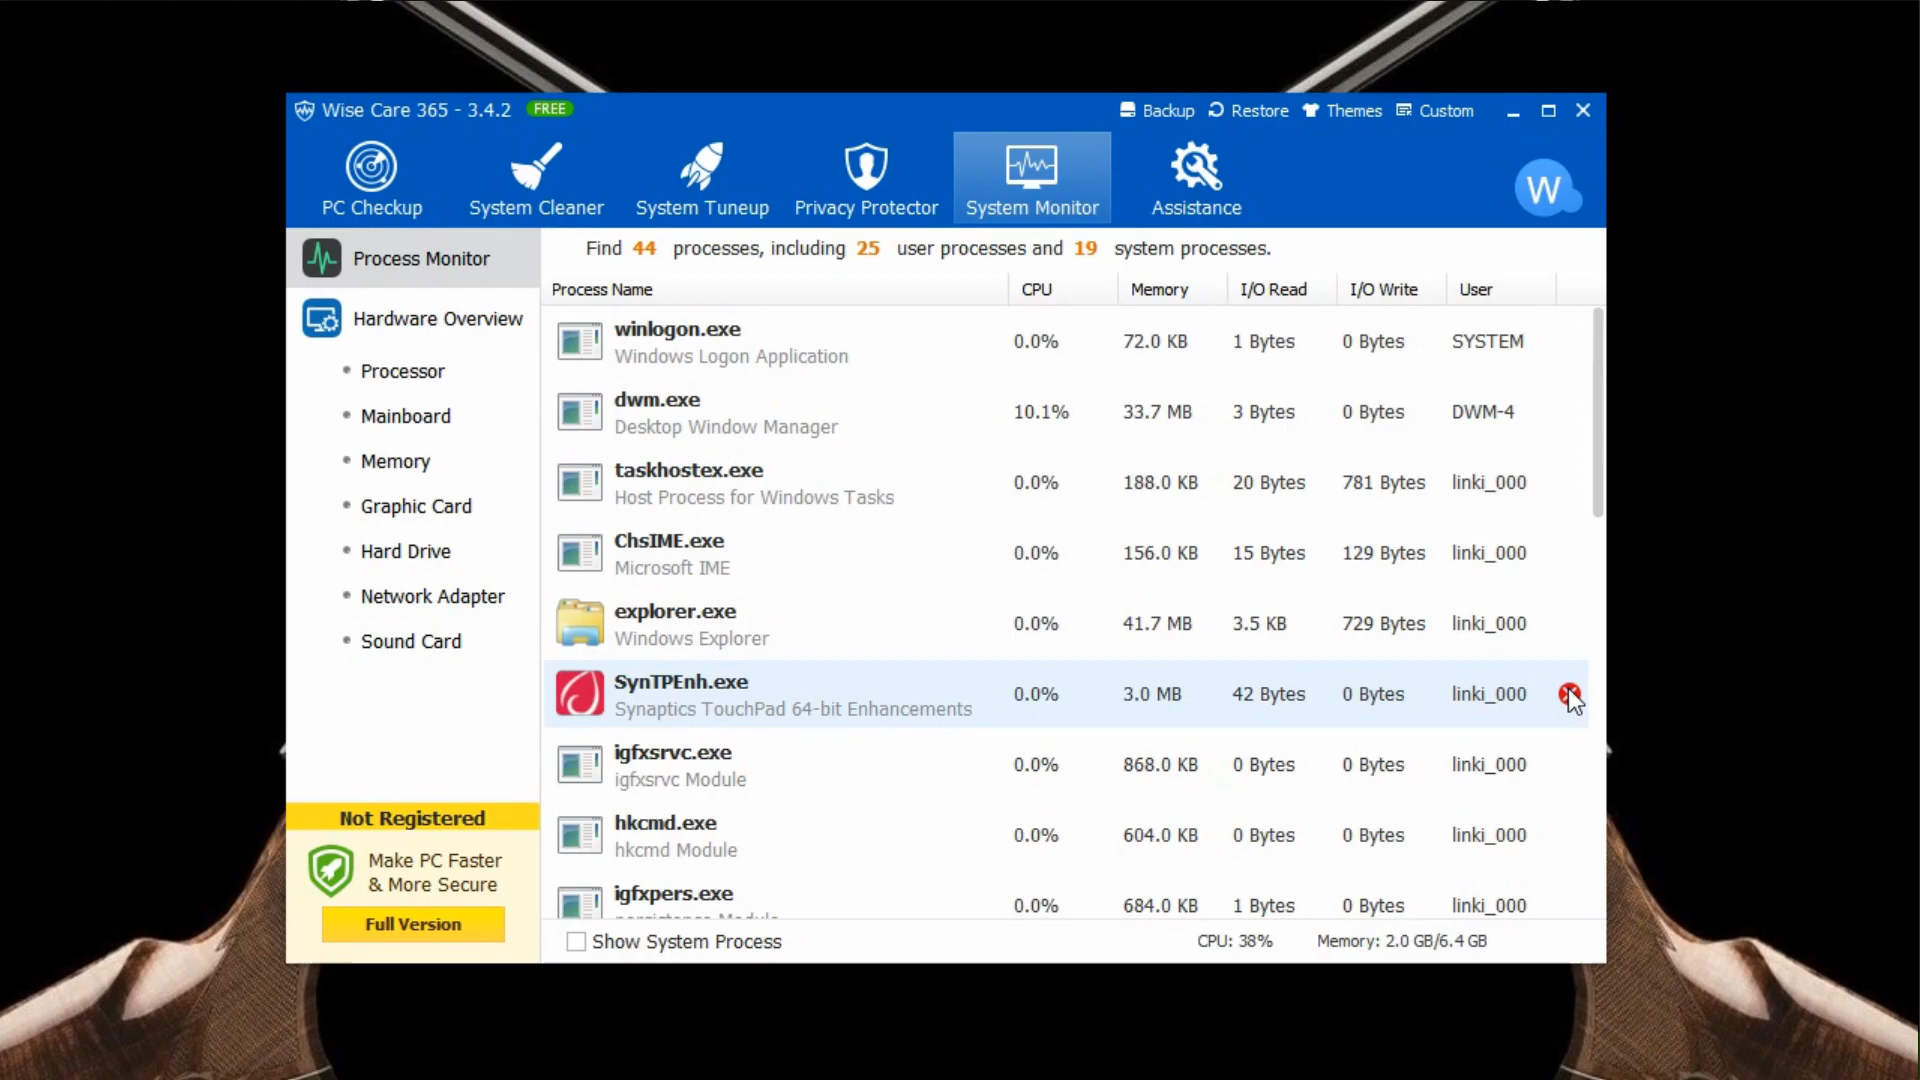 Wise Care 365 - 3.4.2 FREE
Backup Restore Themes Custom
PC Checkup System Cleaner System Tuneup Privacy Protector System Monitor Assistance
W
Process Monitor
Hardware Overview
Processor
Mainboard
Memory
Graphic Card
Hard Drive
Network Adapter
Sound Card
Not Registered
Make PC Faster
& More Secure
Full Version
Find 44 processes, including 25 user processes and 19 system processes.
Process Name CPU Memory I/O Read I/O Write User
winlogon.exe
Windows Logon Application
0.0% 72.0 KB 1 Bytes 0 Bytes SYSTEM
dwm.exe
Desktop Window Manager
10.1% 33.7 MB 3 Bytes 0 Bytes DWM-4
taskhostex.exe
Host Process for Windows Tasks
0.0% 188.0 KB 20 Bytes 781 Bytes linki_000
ChsIME.exe
Microsoft IME
0.0% 156.0 KB 15 Bytes 129 Bytes linki_000
explorer.exe
Windows Explorer
0.0% 41.7 MB 3.5 KB 729 Bytes linki_000
SynTPEnh.exe
Synaptics TouchPad 64-bit Enhancements
0.0% 3.0 MB 42 Bytes 0 Bytes linki_000
igfxsrvc.exe
igfxsrvc Module
0.0% 868.0 KB 0 Bytes 0 Bytes linki_000
hkcmd.exe
hkcmd Module
0.0% 604.0 KB 0 Bytes 0 Bytes linki_000
igfxpers.exe
0.0% 684.0 KB 1 Bytes 0 Bytes linki_000
Show System Process
CPU: 38% Memory: 2.0 GB/6.4 GB